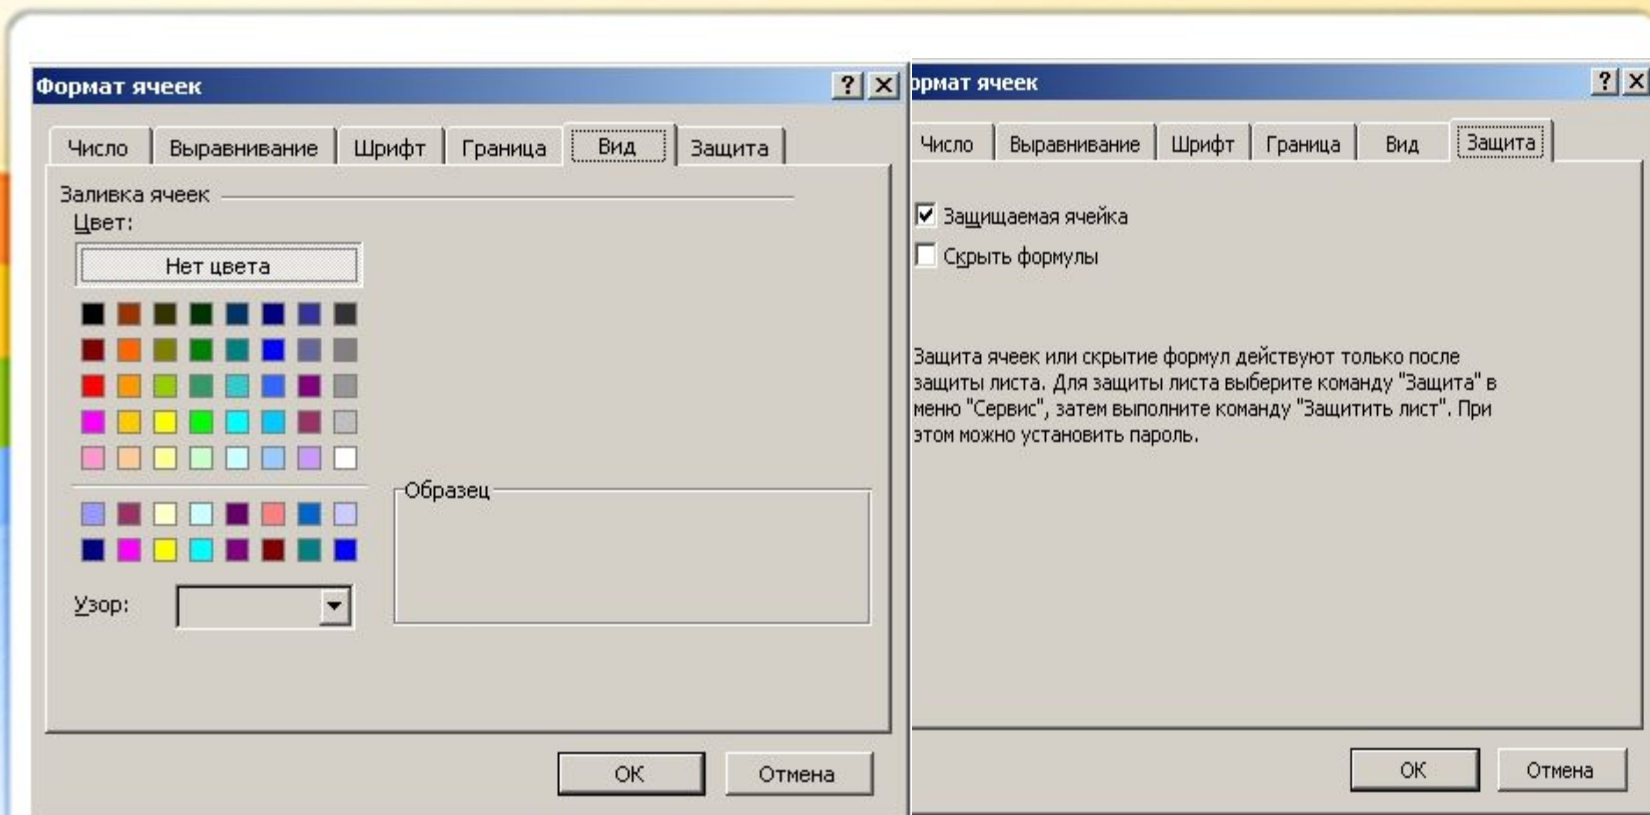 Формат ячеек
Число Выравнивание Шрифт Граница Вид Защита
Заливка ячеек
Цвет:
Нет цвета
Образец
Узор:
ОК Отмена
ормат ячеек
Число Выравнивание Шрифт Граница Вид Защита
Защищаемая ячейка
Скрыть формулы
Защита ячеек или скрытие формул действуют только после
защиты листа. Для защиты листа выберите команду "Защита" в
меню "Сервис", затем выполните команду "Защитить лист". При
этом можно установить пароль.
ОК Отмена